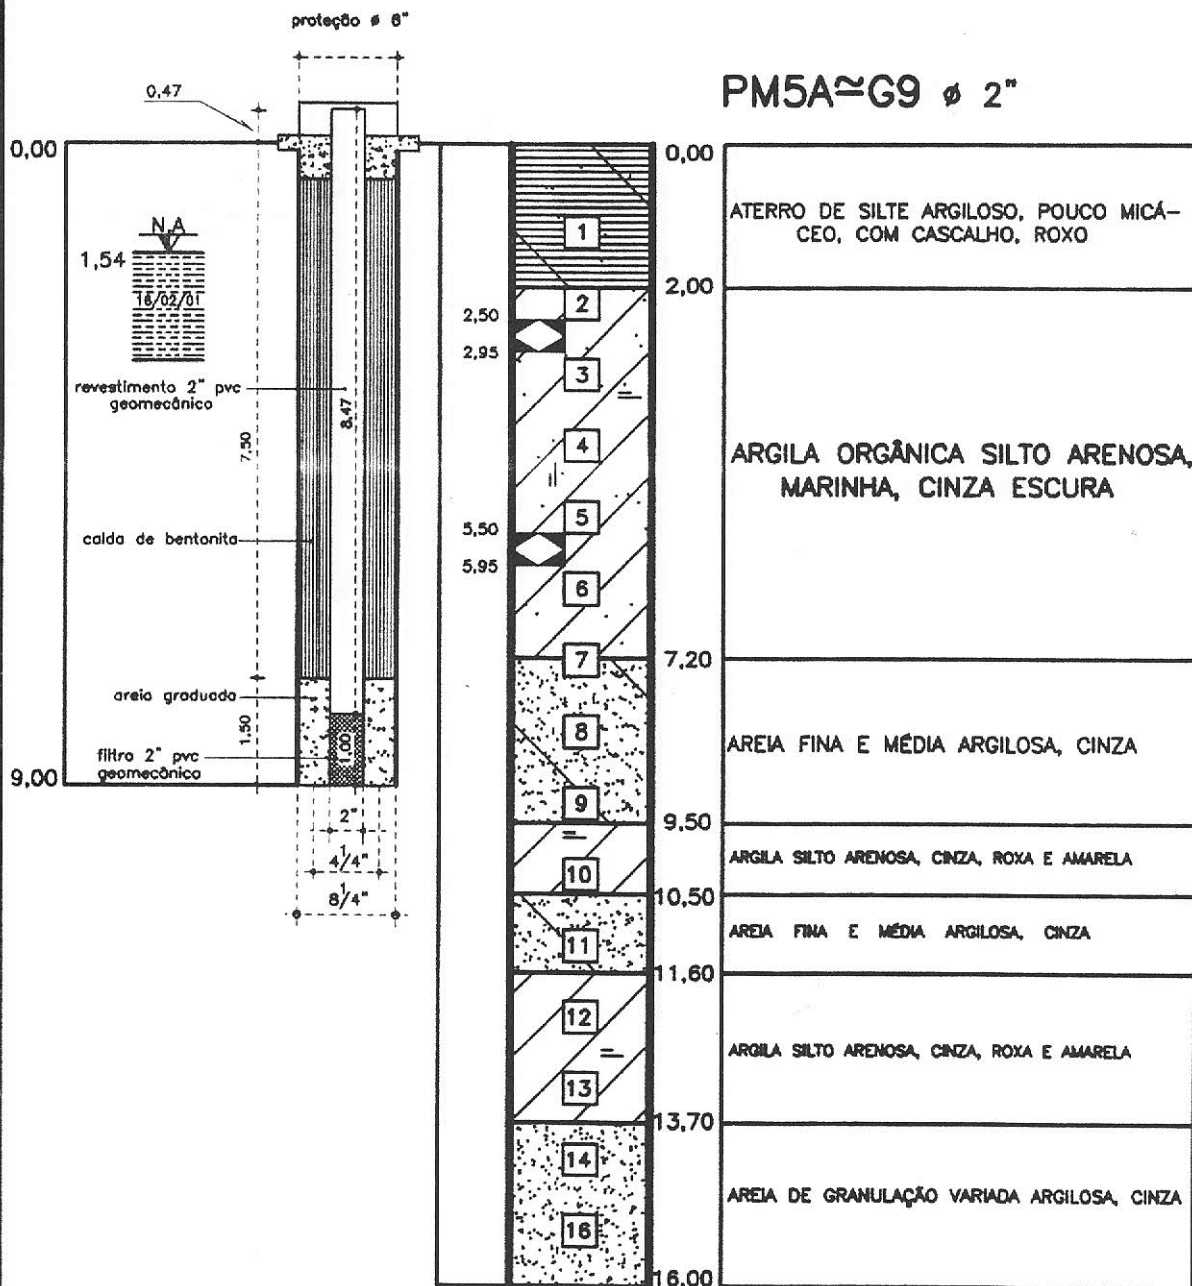 proteção ø 6"
PM5A≃G9 ø 2"
0,47
0,00
N.A
1,54
16/02/01
revestimento 2" pvc
geomecânico
8,47
7,50
calda de bentonita
areia graduada
1.50
filtro 2" pvc
geomecânico
1,00
9,00
2"
4 1/4"
8 1/4"
2,50
2,95
5,50
5,95
1
2
3
4
5
6
7
8
9
10
11
12
13
14
16
0,00
ATERRO DE SILTE ARGILOSO, POUCO MICÁ–
CEO, COM CASCALHO, ROXO
2,00
ARGILA ORGÂNICA SILTO ARENOSA,
MARINHA, CINZA ESCURA
7,20
AREIA FINA E MÉDIA ARGILOSA, CINZA
9,50
ARGILA SILTO ARENOSA, CINZA, ROXA E AMARELA
10,50
AREIA FINA E MÉDIA ARGILOSA, CINZA
11,60
ARGILA SILTO ARENOSA, CINZA, ROXA E AMARELA
13,70
AREIA DE GRANULAÇÃO VARIADA ARGILOSA, CINZA
16,00